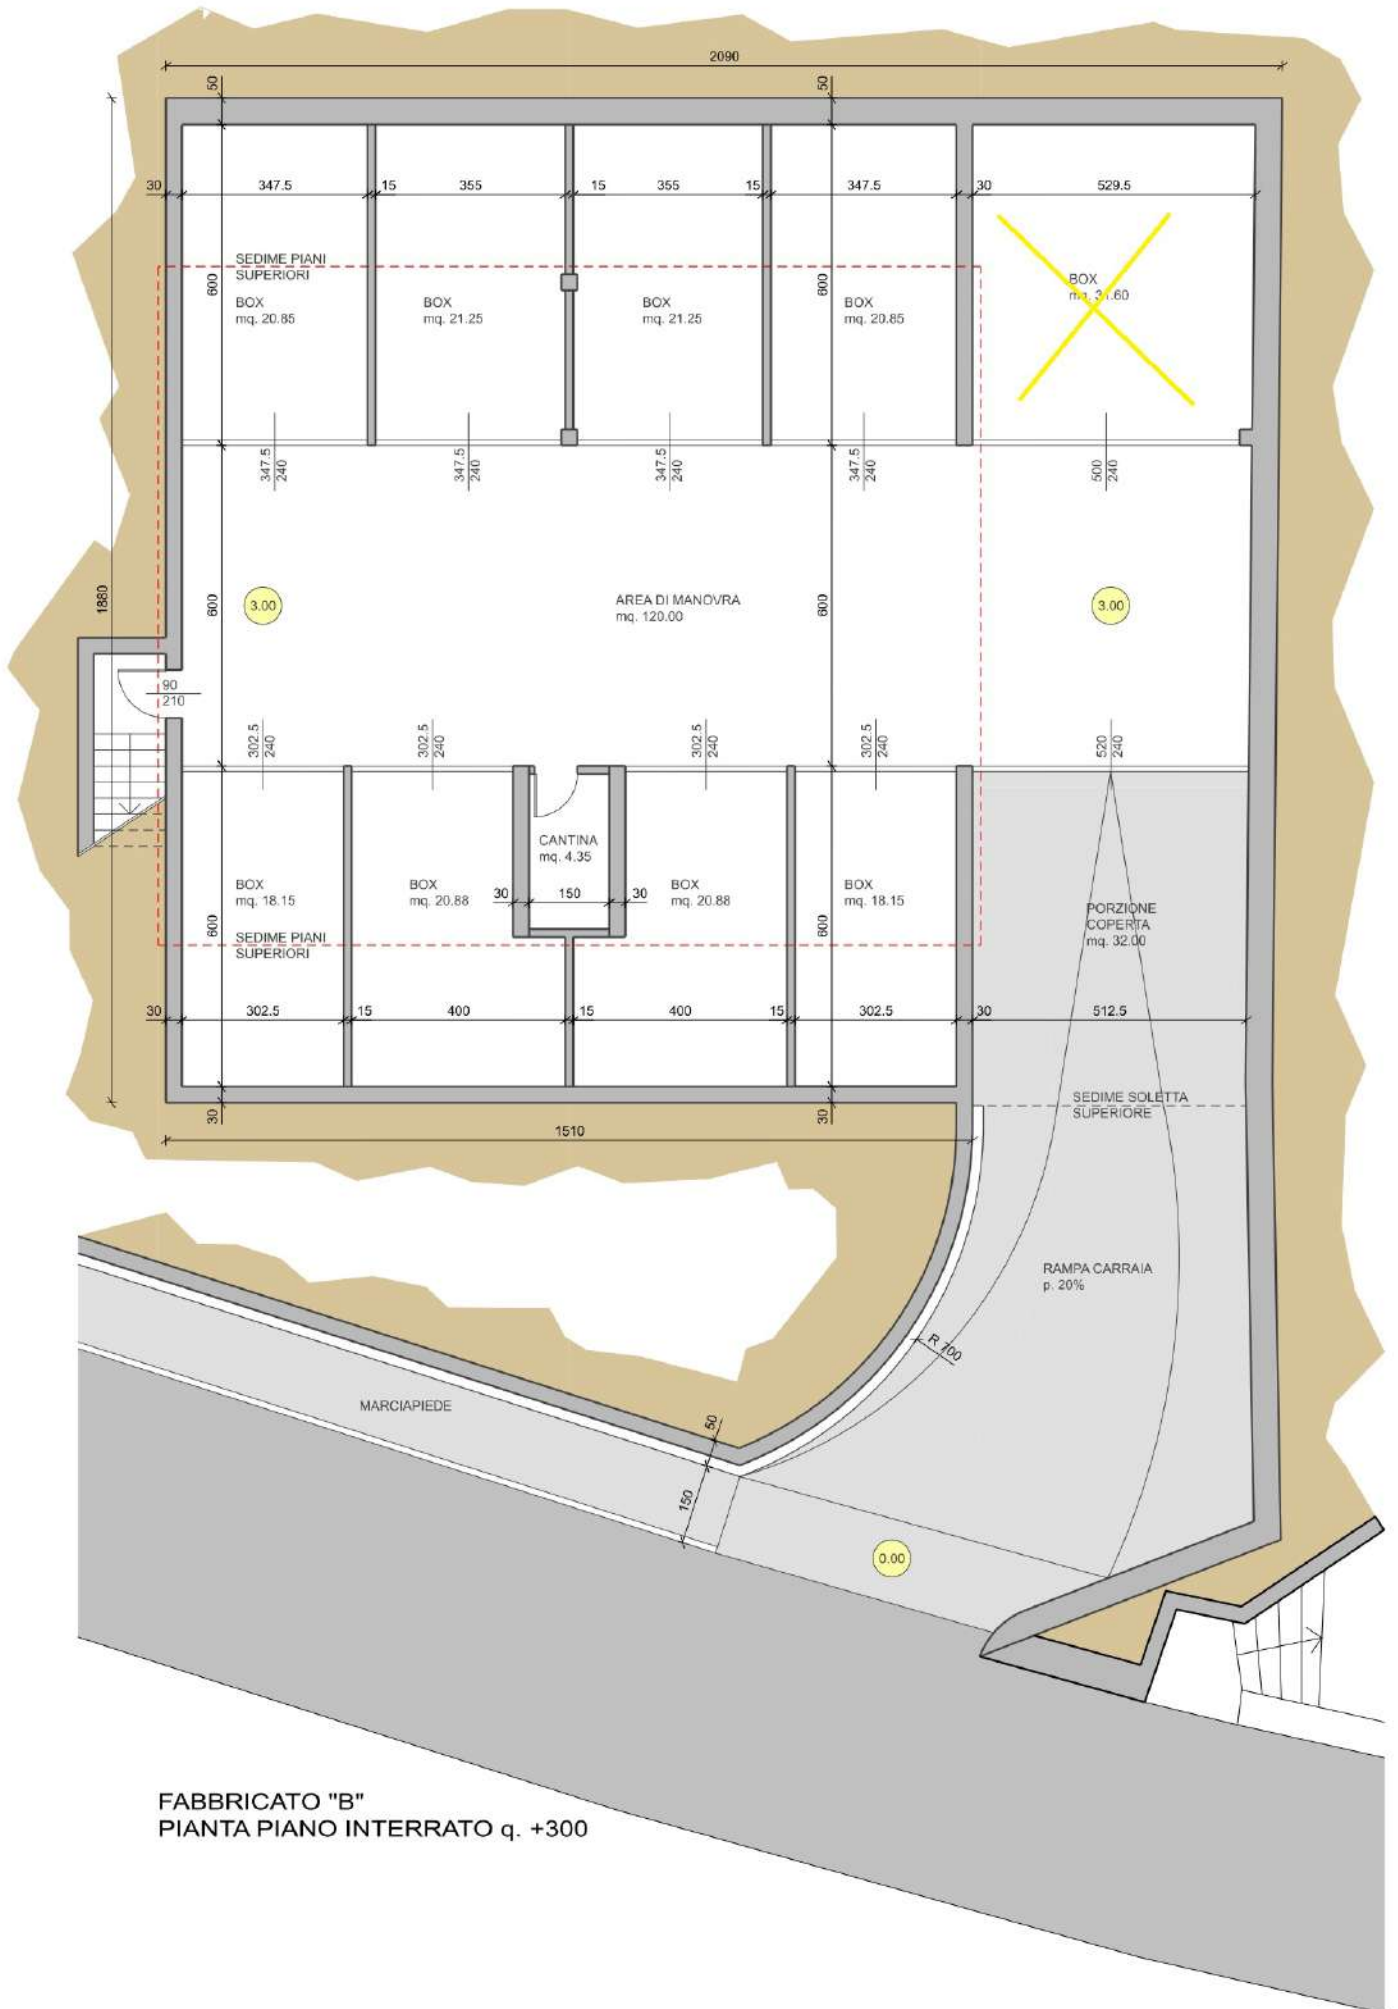 2090
50
50
30
347.5
15
355
15
355
15
347.5
30
529.5
SEDIME PIANI
SUPERIORI
600
600
BOX
mq. 20.85
BOX
mq. 21.25
BOX
mq. 21.25
BOX
mq. 20.85
BOX
mq. 31.60
347.5
240
347.5
240
347.5
240
347.5
240
500
240
1880
600
600
3.00
AREA DI MANOVRA
mq. 120.00
3.00
90
210
302.5
240
302.5
240
302.5
240
302.5
240
520
240
CANTINA
mq. 4.35
BOX
mq. 18.15
BOX
mq. 20.88
30
150
30
BOX
mq. 20.88
BOX
mq. 18.15
600
600
SEDIME PIANI
SUPERIORI
PORZIONE
COPERTA
mq. 32.00
30
302.5
15
400
15
400
15
302.5
30
512.5
SEDIME SOLETTA
SUPERIORE
30
30
1510
RAMPA CARRAIA
p. 20%
R 700
MARCIAPIEDE
50
150
0.00
FABBRICATO "B"
PIANTA PIANO INTERRATO q. +300